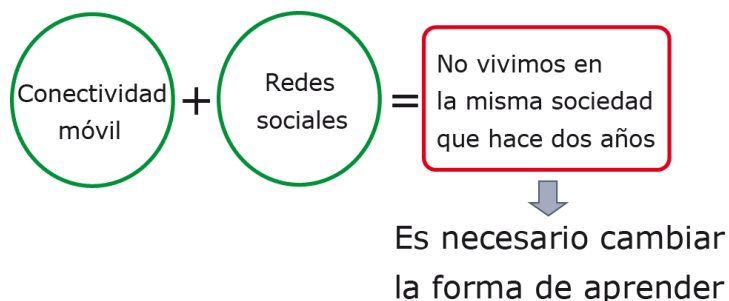 Conectividad
móvil
+
Redes
sociales
=
No vivimos en
la misma sociedad
que hace dos años
Es necesario cambiar
la forma de aprender